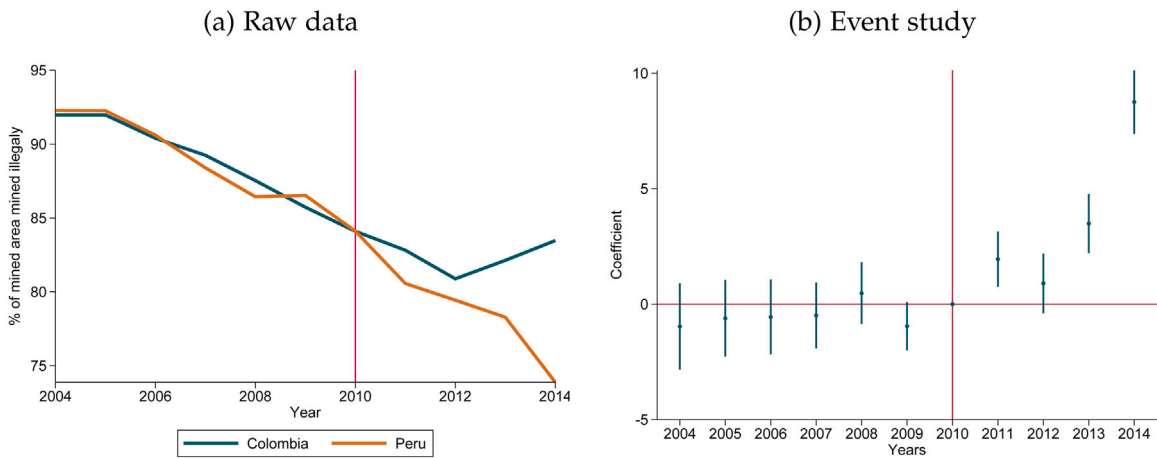 (a) Raw data
95
90
85
80
75
% of mined area mined illegaly
2004 2006 2008 2010 2012 2014
Year
Colombia Peru
(b) Event study
10
5
0
-5
Coefficient
2004 2005 2006 2007 2008 2009 2010 2011 2012 2013 2014
Years